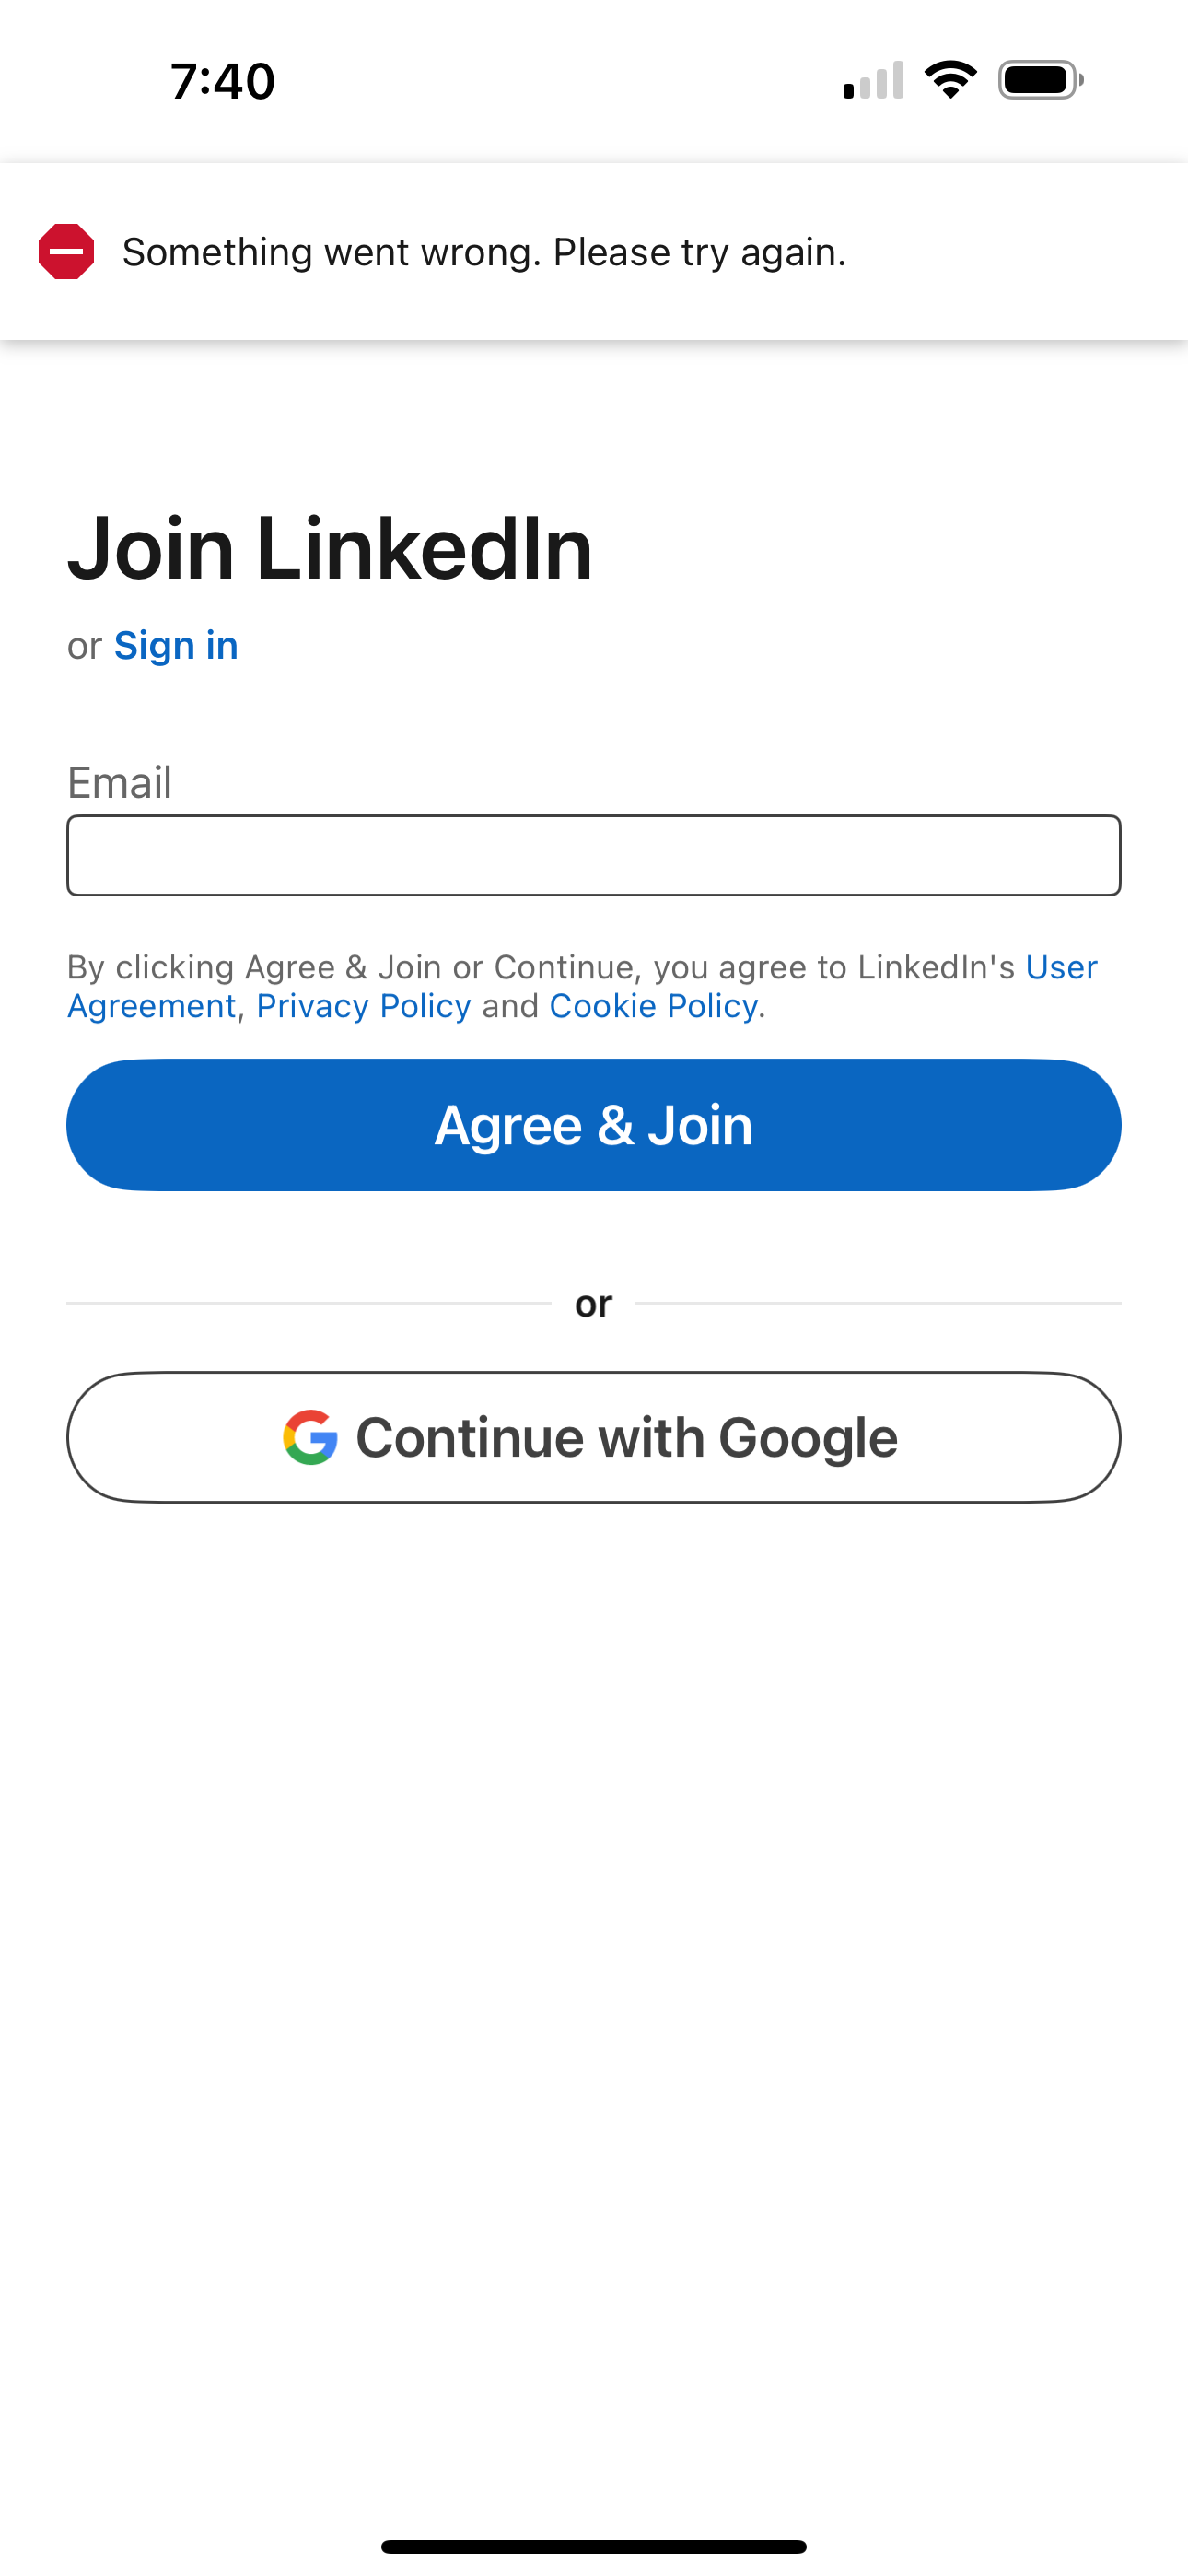 7:40
Something went wrong. Please try again.
Join LinkedIn
or Sign in
Email
By clicking Agree & Join or Continue, you agree to LinkedIn's User
Agreement, Privacy Policy and Cookie Policy.
Agree & Join
or
Continue with Google